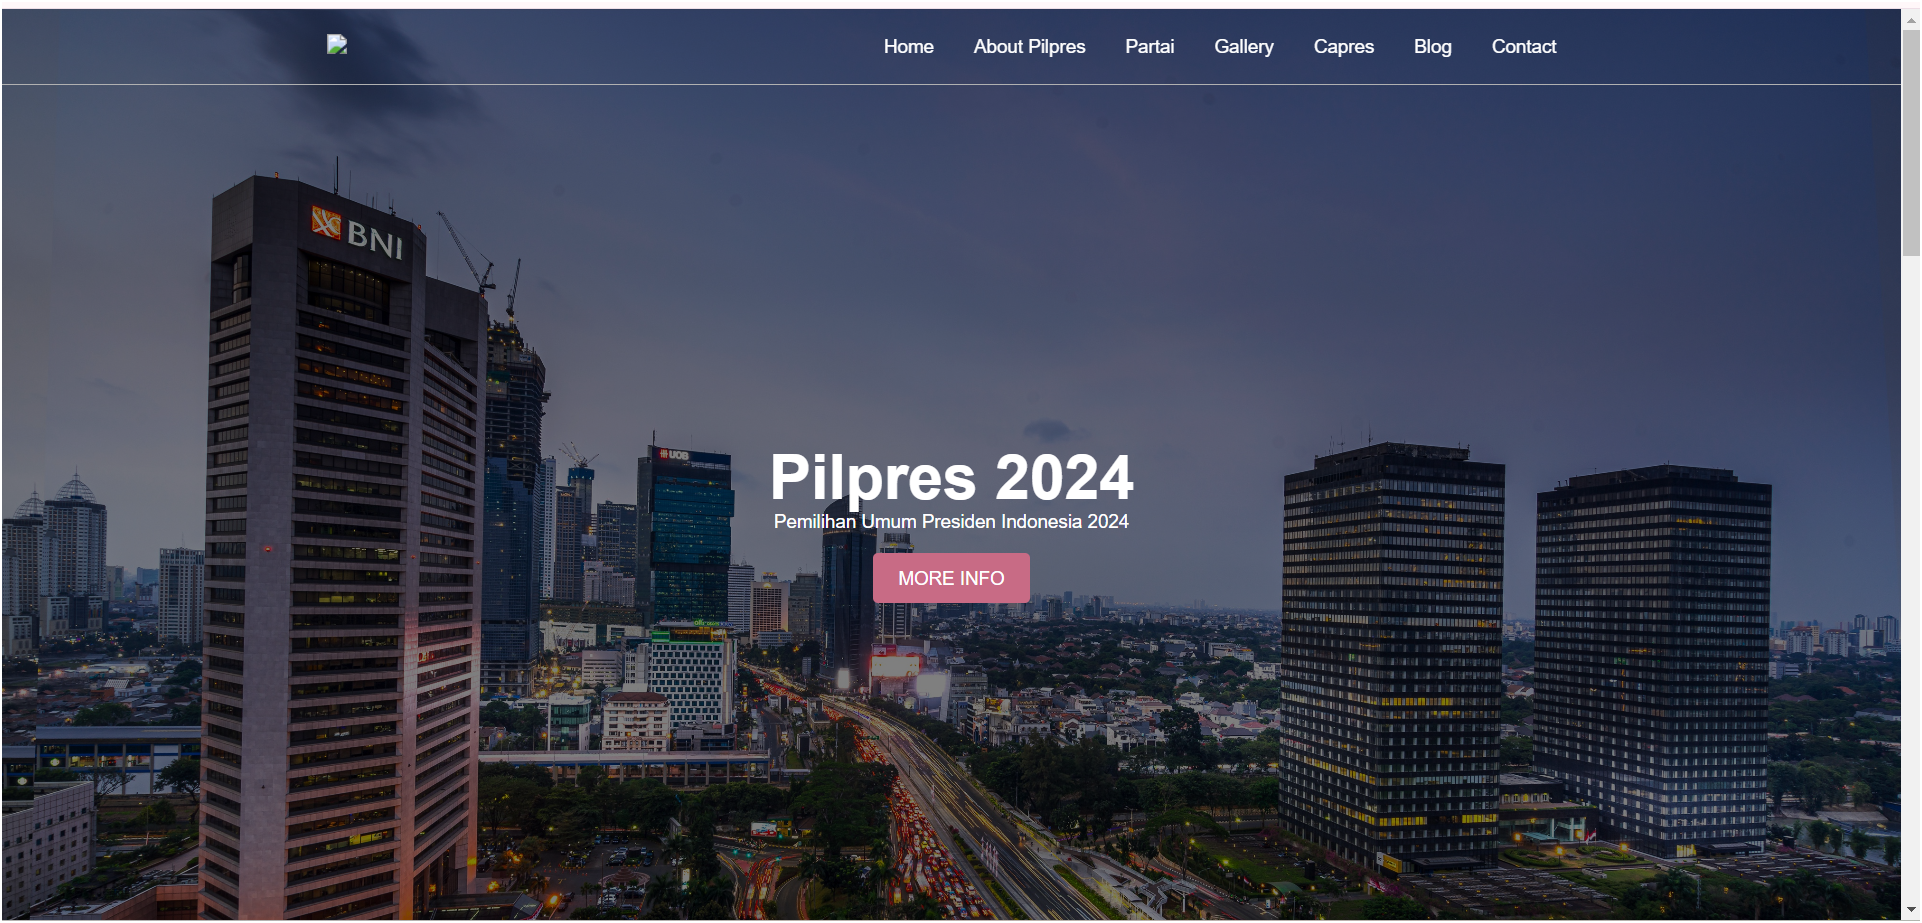 Home About Pilpres Partai Gallery Capres Blog Contact
BNI
UOB
Pilpres 2024
Pemilihan Umum Presiden Indonesia 2024
MORE INFO